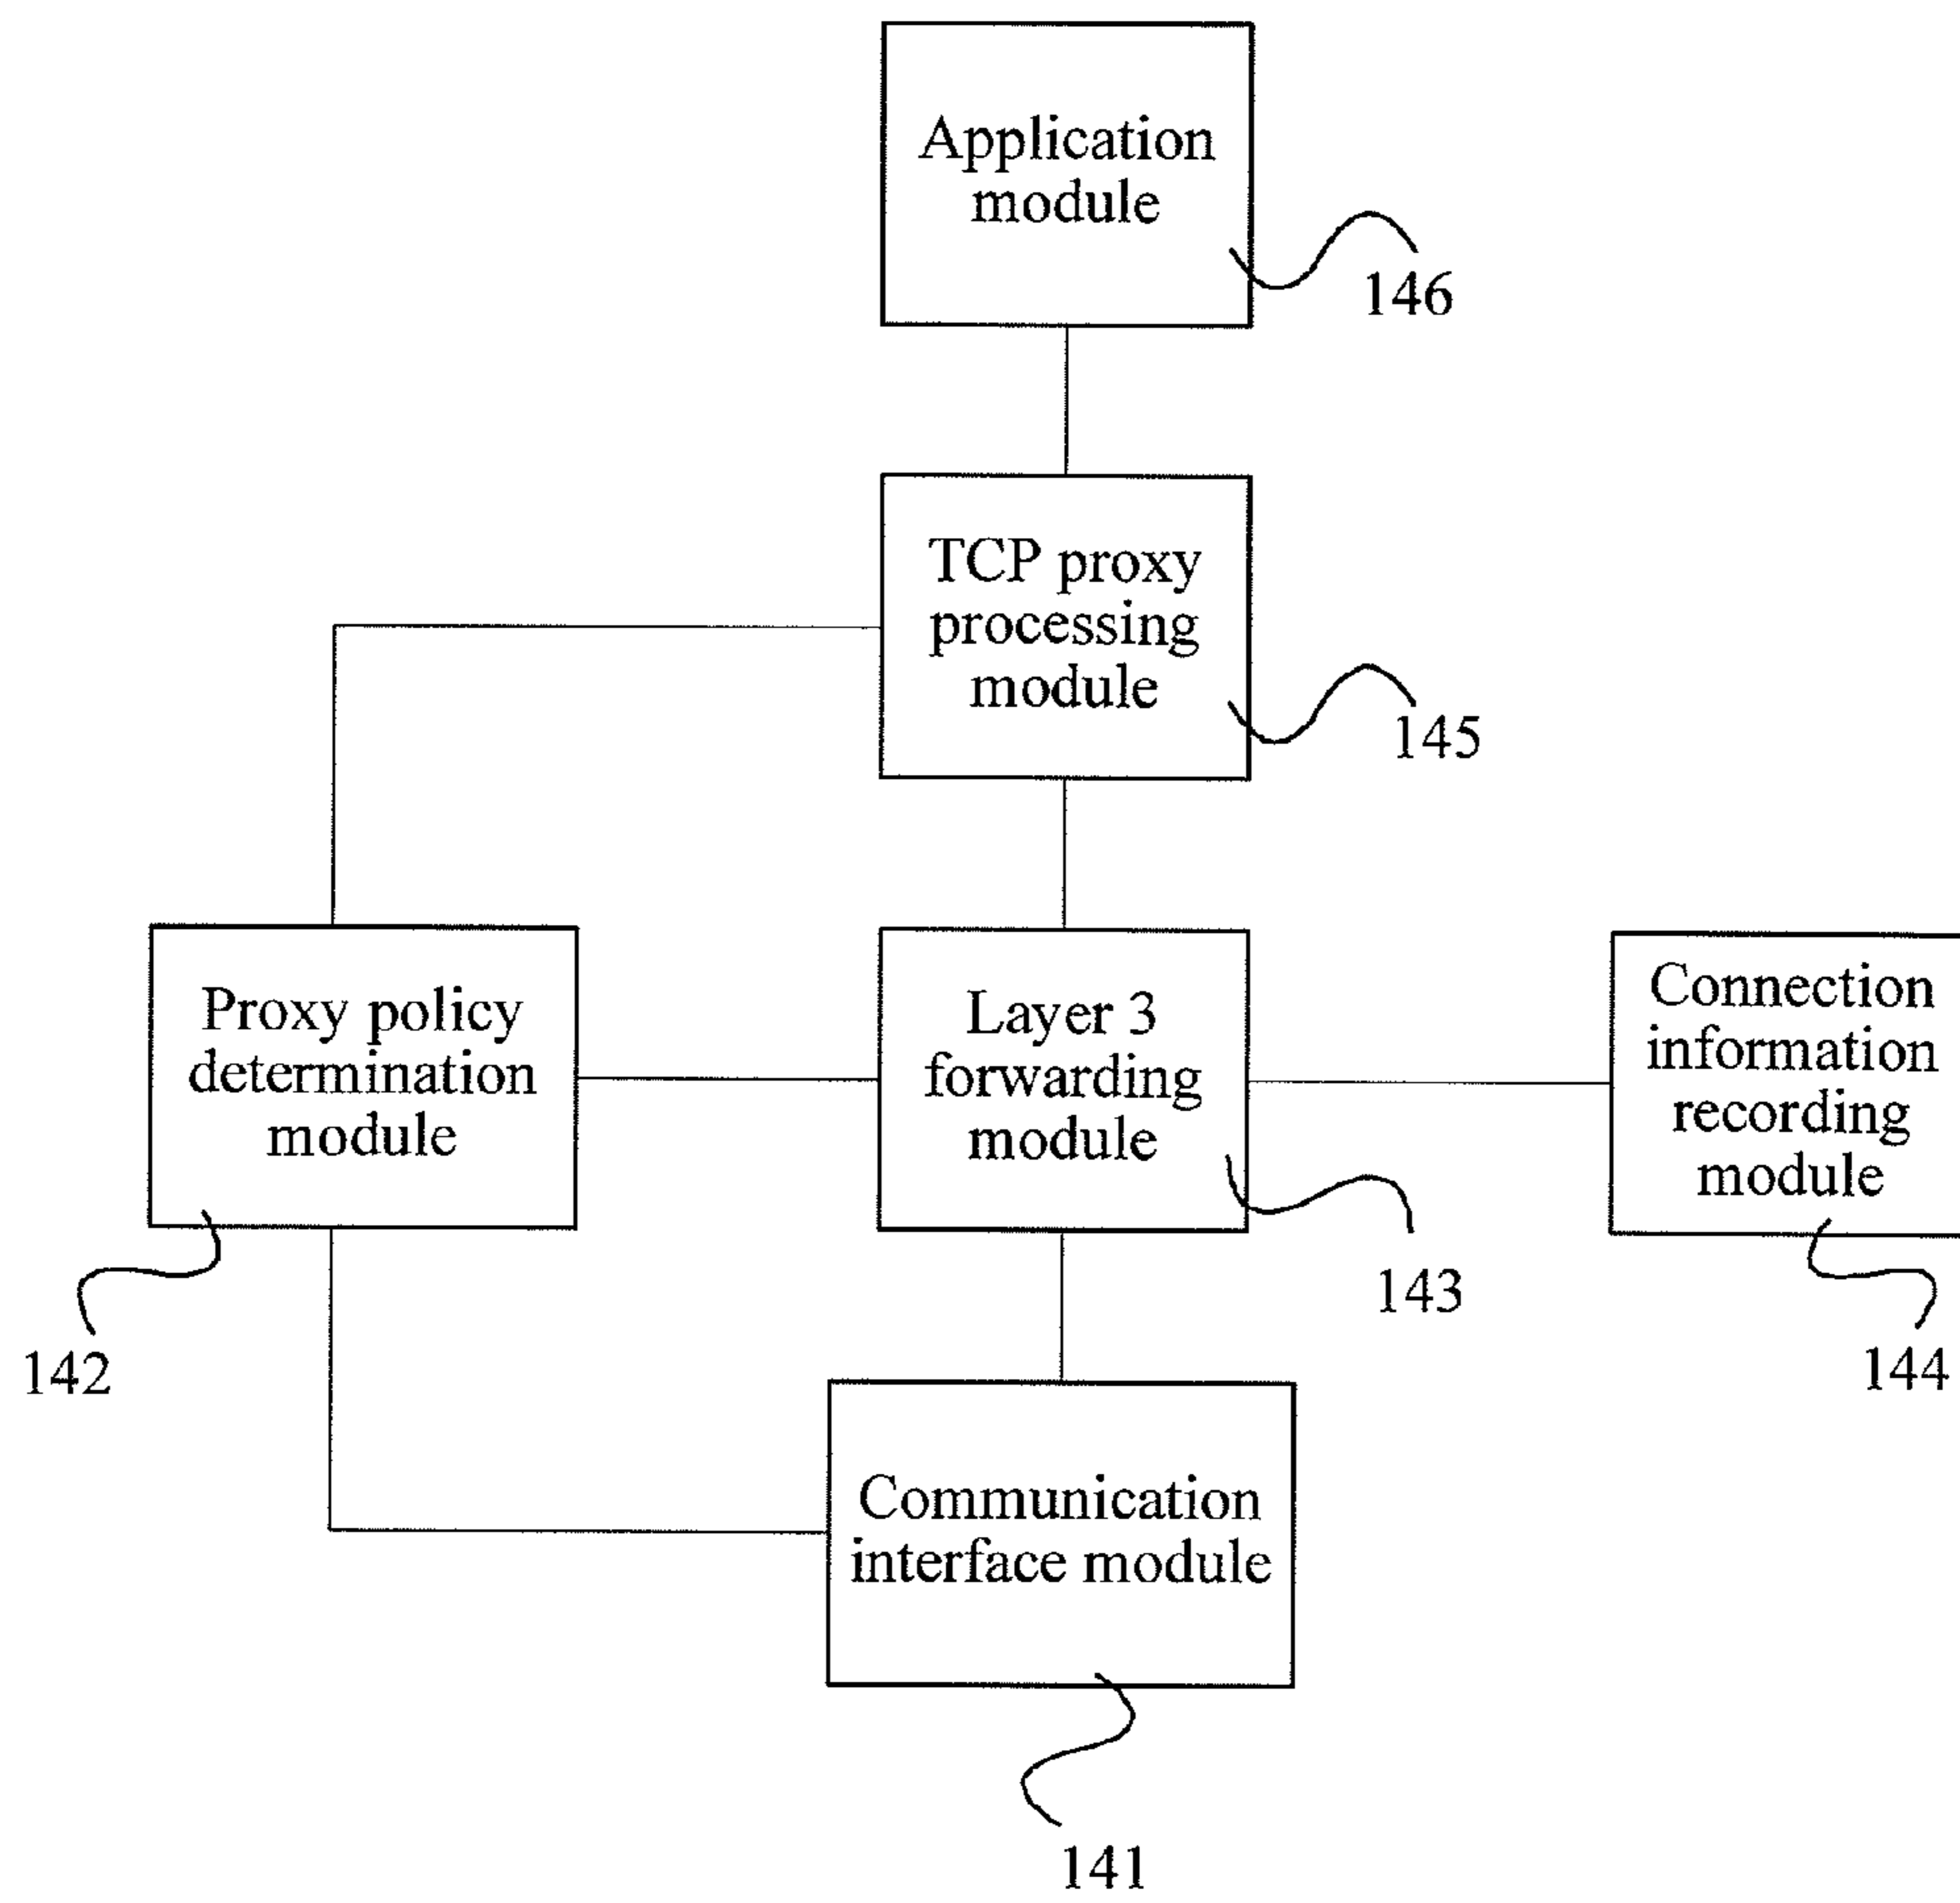 Application
module
146
TCP proxy
processing
module
145
Proxy policy
determination
module
142
Layer 3
forwarding
module
143
Connection
information
recording
module
144
Communication
interface module
141